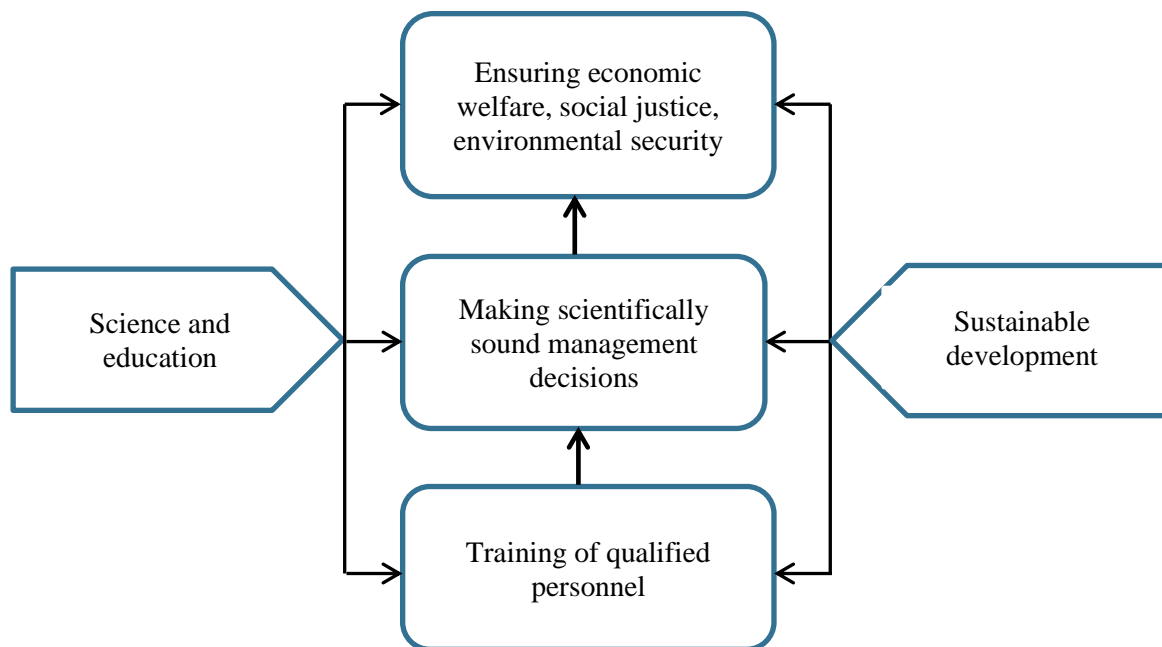 Ensuring economic
welfare, social justice,
environmental security
Science and
education
Making scientifically
sound management
decisions
Sustainable
development
Training of qualified
personnel